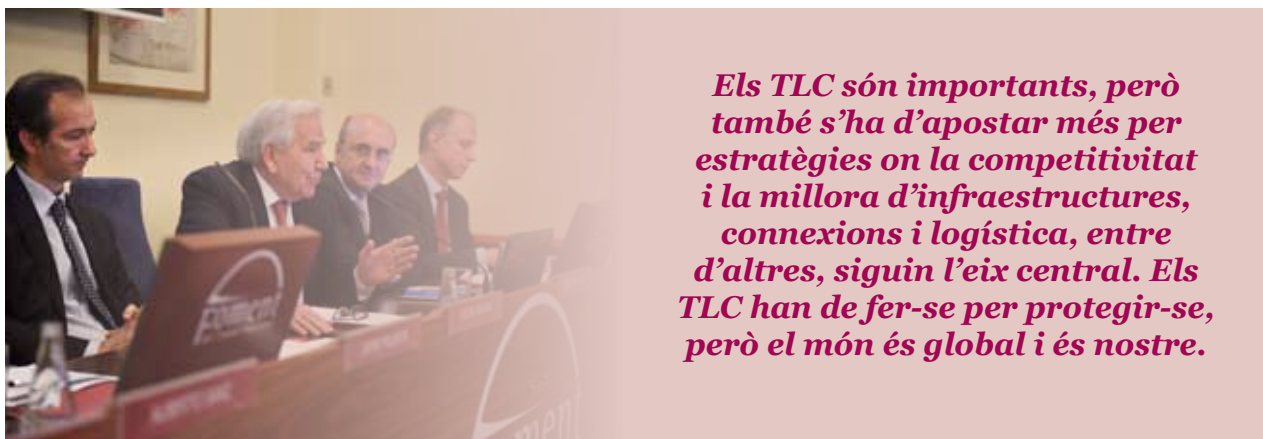 Foment
Els TLC són importants, però
també s’ha d’apostar més per
estratègies on la competitivitat
i la millora d’infraestructures,
connexions i logística, entre
d’altres, siguin l’eix central. Els
TLC han de fer-se per protegir-se,
però el món és global i és nostre.